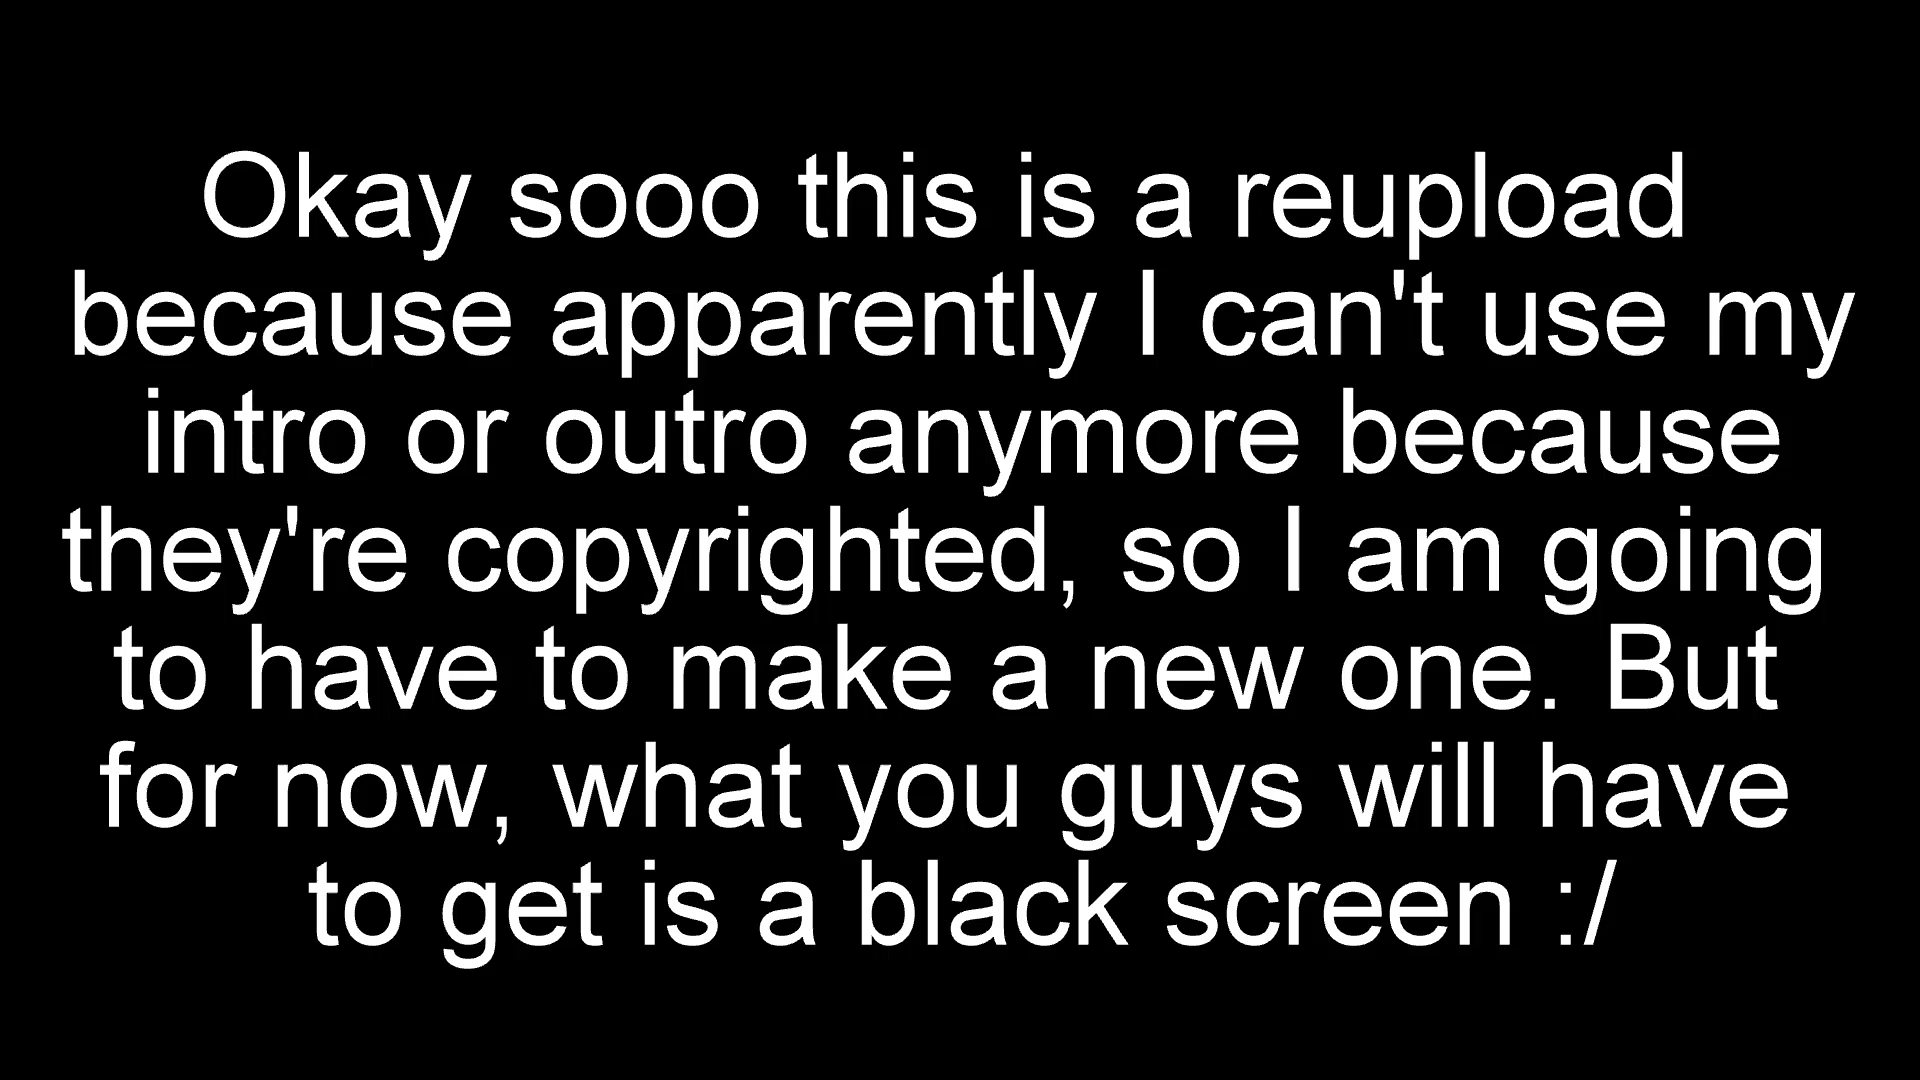 Okay sooo this is a reupload
because apparently I can't use my
intro or outro anymore because
they're copyrighted, so I am going
to have to make a new one. But
for now, what you guys will have
to get is a black screen :/